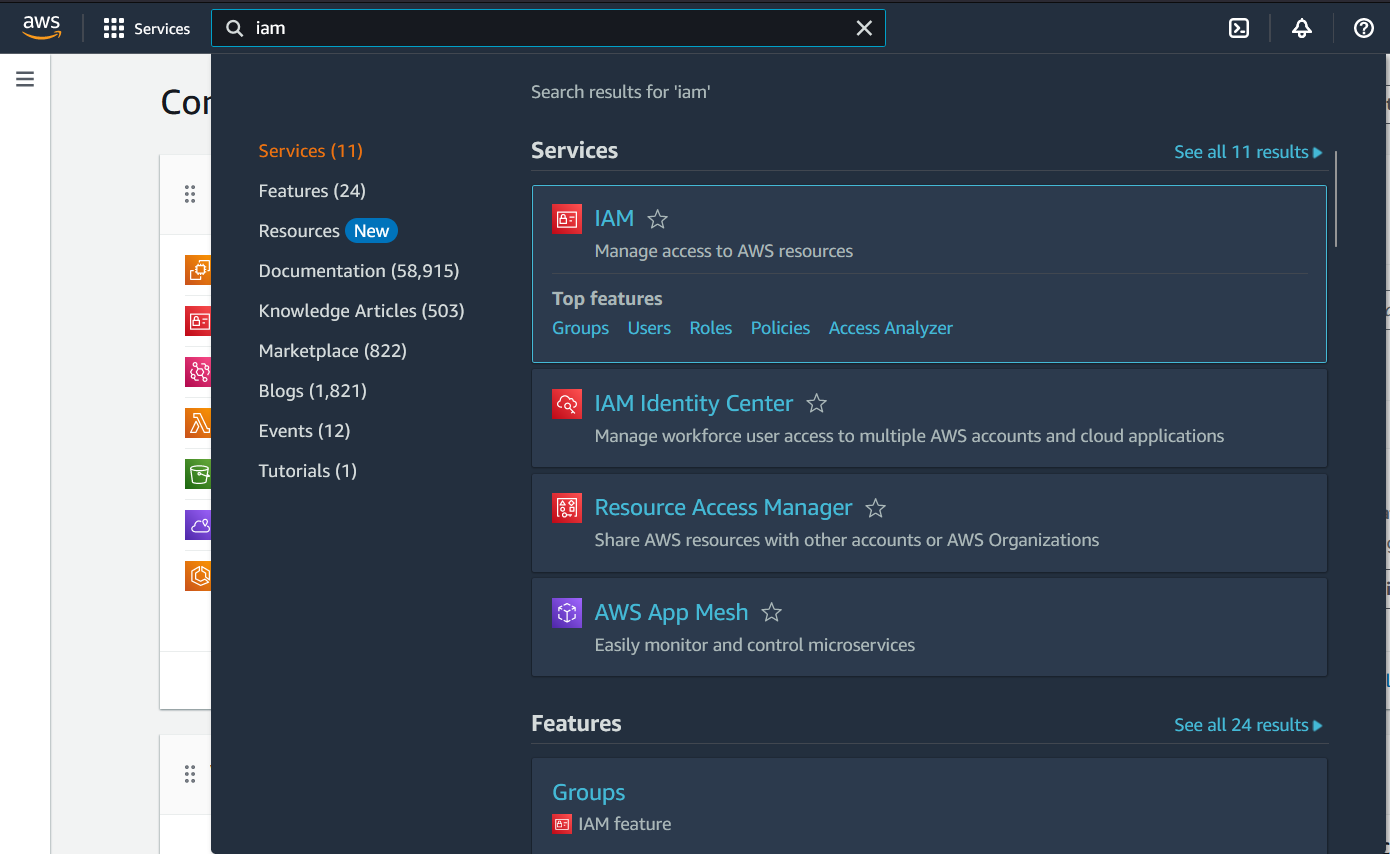 aws
Services
iam
Search results for 'iam'
Services (11)
Features (24)
Resources New
Documentation (58,915)
Knowledge Articles (503)
Marketplace (822)
Blogs (1,821)
Events (12)
Tutorials (1)
Services
See all 11 results
IAM
Manage access to AWS resources
Top features
Groups Users Roles Policies Access Analyzer
IAM Identity Center
Manage workforce user access to multiple AWS accounts and cloud applications
Resource Access Manager
Share AWS resources with other accounts or AWS Organizations
AWS App Mesh
Easily monitor and control microservices
Features
See all 24 results
Groups
IAM feature